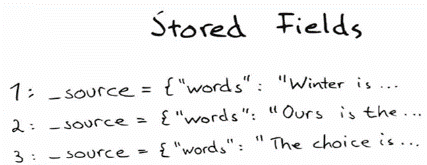 Stored Fields
1: _source = {"words": "Winter is ...
2: _source = {"words": "Ours is the ...
3: _source = {"words": "The choice is ...